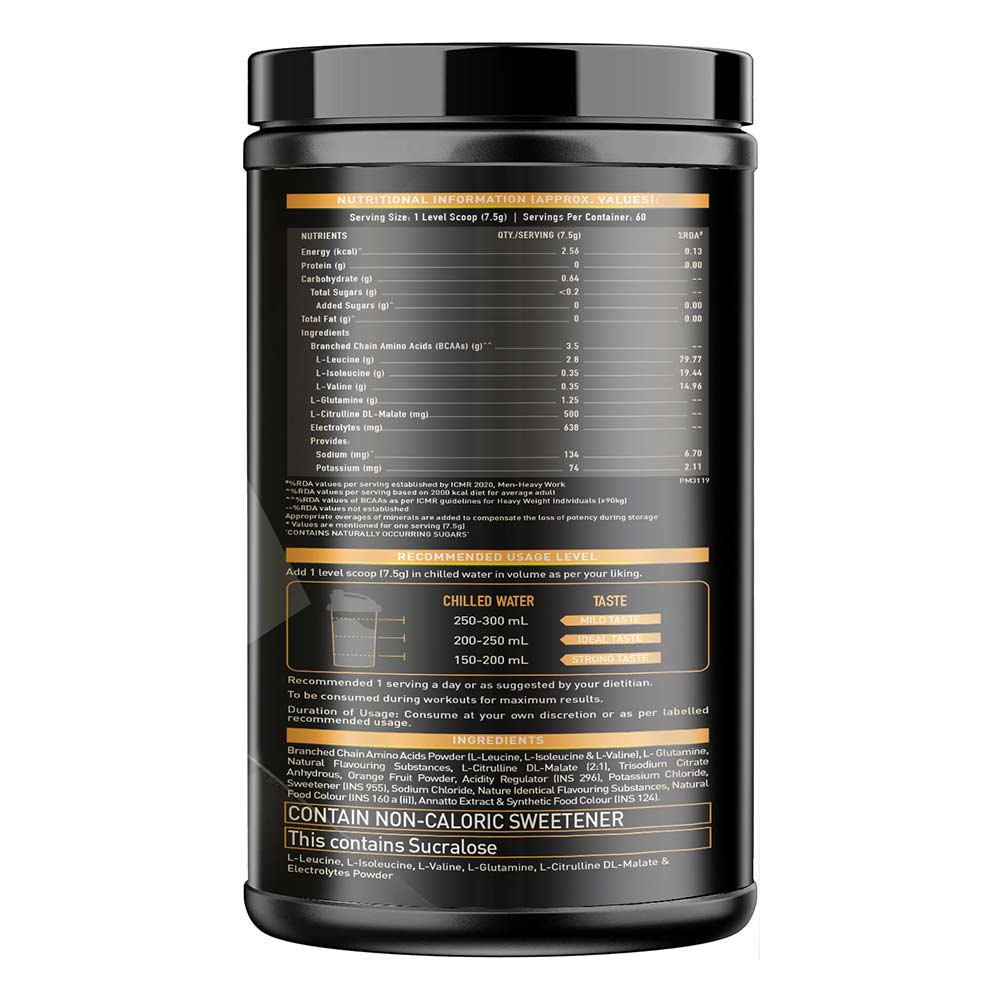 NUTRITIONAL INFORMATION (APPROX. VALUES):
Serving Size: 1 Level Scoop (7.5g) | Servings Per Container: 60
NUTRIENTS QTY./SERVING (7.5g) %RDA#
Energy (kcal)^ 2.56 0.13
Protein (g) 0 0.00
Carbohydrate (g) 0.64 --
Total Sugars (g) <0.2 --
Added Sugars (g)^ 0 0.00
Total Fat (g)^ 0 0.00
Ingredients
Branched Chain Amino Acids (BCAAs) (g)^^ 3.5 --
L-Leucine (g) 2.8 79.77
L-Isoleucine (g) 0.35 19.44
L-Valine (g) 0.35 14.96
L-Glutamine (g) 1.25 --
L-Citrulline DL-Malate (mg) 500 --
Electrolytes (mg) 638 --
Provides:
Sodium (mg)^ 134 6.70
Potassium (mg) 74 2.11
#%RDA values per serving established by ICMR 2020, Men-Heavy Work PM3119
^%RDA values per serving based on 2000 kcal diet for average adult
^^%RDA values of BCAAs as per ICMR guidelines for Heavy Weight Individuals (≥90kg)
--%RDA values not established
Appropriate overages of minerals are added to compensate the loss of potency during storage
* Values are mentioned for one serving (7.5g)
'CONTAINS NATURALLY OCCURRING SUGARS'
RECOMMENDED USAGE LEVEL
Add 1 level scoop (7.5g) in chilled water in volume as per your liking.
CHILLED WATER TASTE
250-300 mL MILD TASTE
200-250 mL IDEAL TASTE
150-200 mL STRONG TASTE
Recommended 1 serving a day or as suggested by your dietitian.
To be consumed during workouts for maximum results.
Duration of Usage: Consume at your own discretion or as per labelled
recommended usage.
INGREDIENTS
Branched Chain Amino Acids Powder (L-Leucine, L-Isoleucine & L-Valine), L- Glutamine,
Natural Flavouring Substances, L-Citrulline DL-Malate (2:1), Trisodium Citrate
Anhydrous, Orange Fruit Powder, Acidity Regulator (INS 296), Potassium Chloride,
Sweetener (INS 955), Sodium Chloride, Nature Identical Flavouring Substances, Natural
Food Colour (INS 160 a (ii)), Annatto Extract & Synthetic Food Colour (INS 124).
CONTAIN NON-CALORIC SWEETENER
This contains Sucralose
L-Leucine, L-Isoleucine, L-Valine, L-Glutamine, L-Citrulline DL-Malate &
Electrolytes Powder